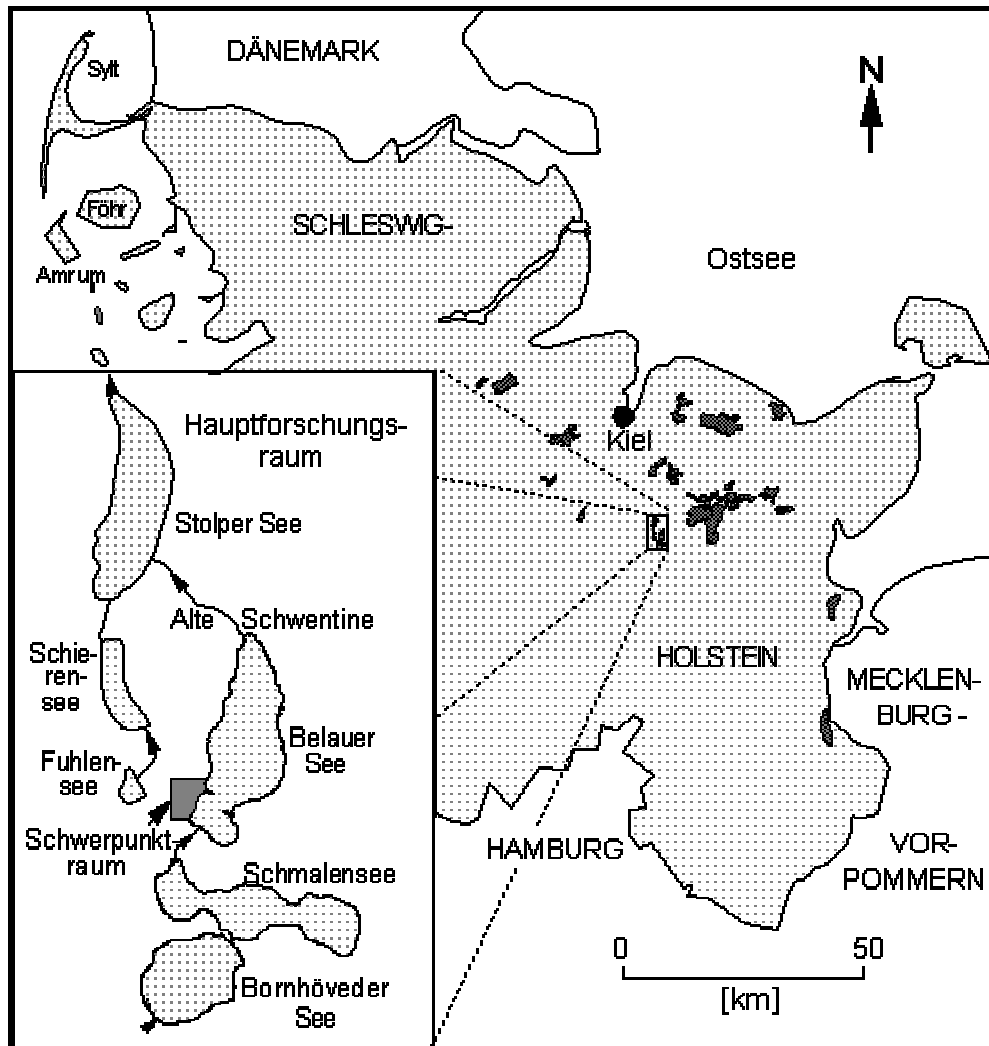 DÄNEMARK
Sylt
N
Föhr
SCHLESWIG-
Amrum
Ostsee
Hauptforschungs-
raum
Kiel
Stolper See
Alte Schwentine
Schie-
ren-
see
HOLSTEIN
MECKLEN-
BURG -
Belauer
See
Fuhlen-
see
Schwerpunkt-
raum
HAMBURG
VOR-
POMMERN
Schmalensee
0 50
[km]
Bornhöveder
See